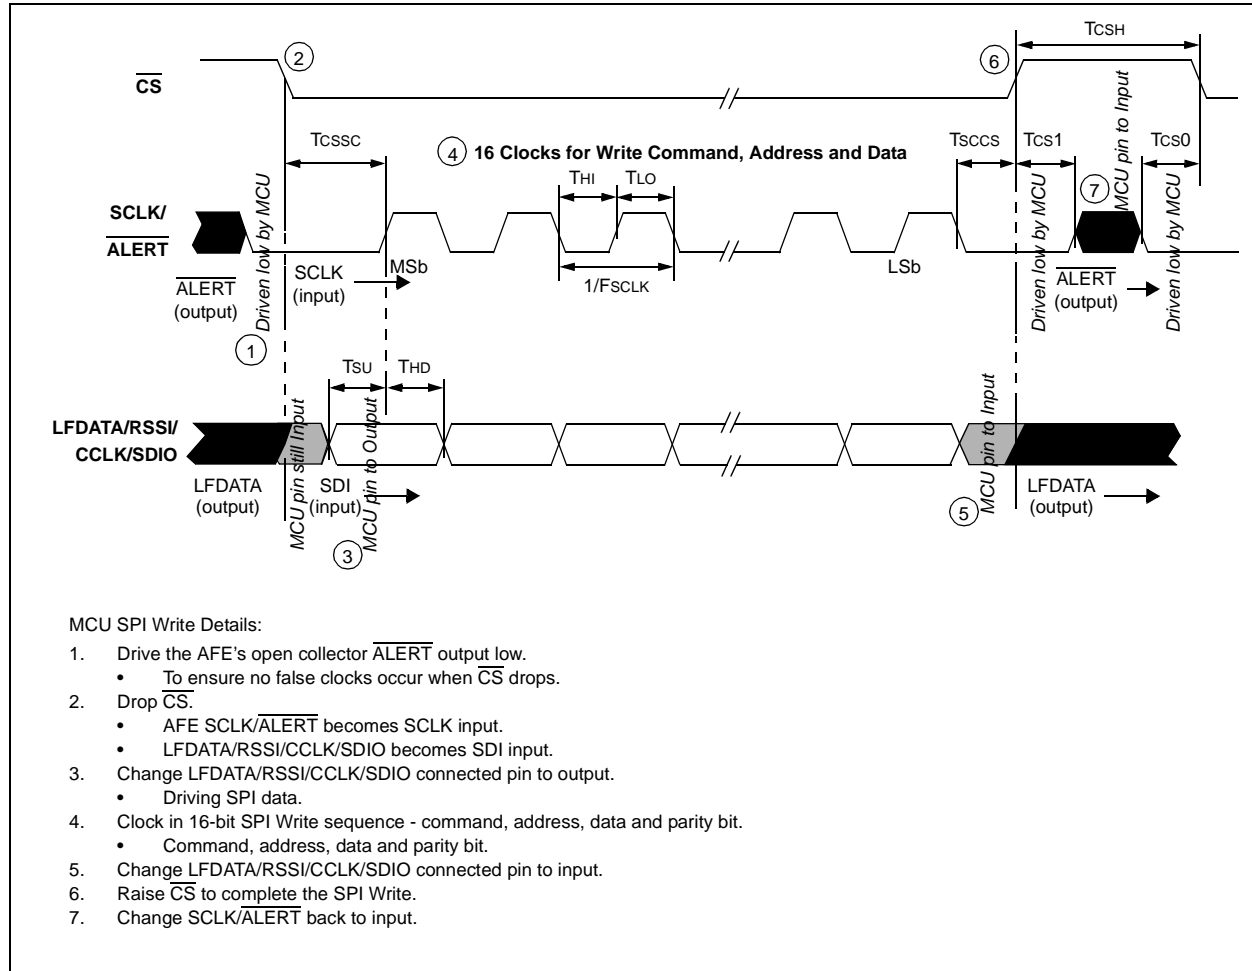 TCSH
2
6
CS
TCSSC
4 16 Clocks for Write Command, Address and Data
TSCCS
TCS1
MCU pin to Input
TCS0
THI
TLO
7
SCLK/
ALERT
Driven low by MCU
MSb
LSb
1/FSCLK
ALERT
(output)
SCLK
(input)
Driven low by MCU
ALERT
(output)
Driven low by MCU
1
TSU
THD
LFDATA/RSSI/
CCLK/SDIO
MCU pin still Input
MCU pin to Output
MCU pin to Input
LFDATA
(output)
SDI
(input)
LFDATA
(output)
3
5
MCU SPI Write Details:
1. Drive the AFE's open collector ALERT output low.
• To ensure no false clocks occur when CS drops.
2. Drop CS.
• AFE SCLK/ALERT becomes SCLK input.
• LFDATA/RSSI/CCLK/SDIO becomes SDI input.
3. Change LFDATA/RSSI/CCLK/SDIO connected pin to output.
• Driving SPI data.
4. Clock in 16-bit SPI Write sequence - command, address, data and parity bit.
• Command, address, data and parity bit.
5. Change LFDATA/RSSI/CCLK/SDIO connected pin to input.
6. Raise CS to complete the SPI Write.
7. Change SCLK/ALERT back to input.